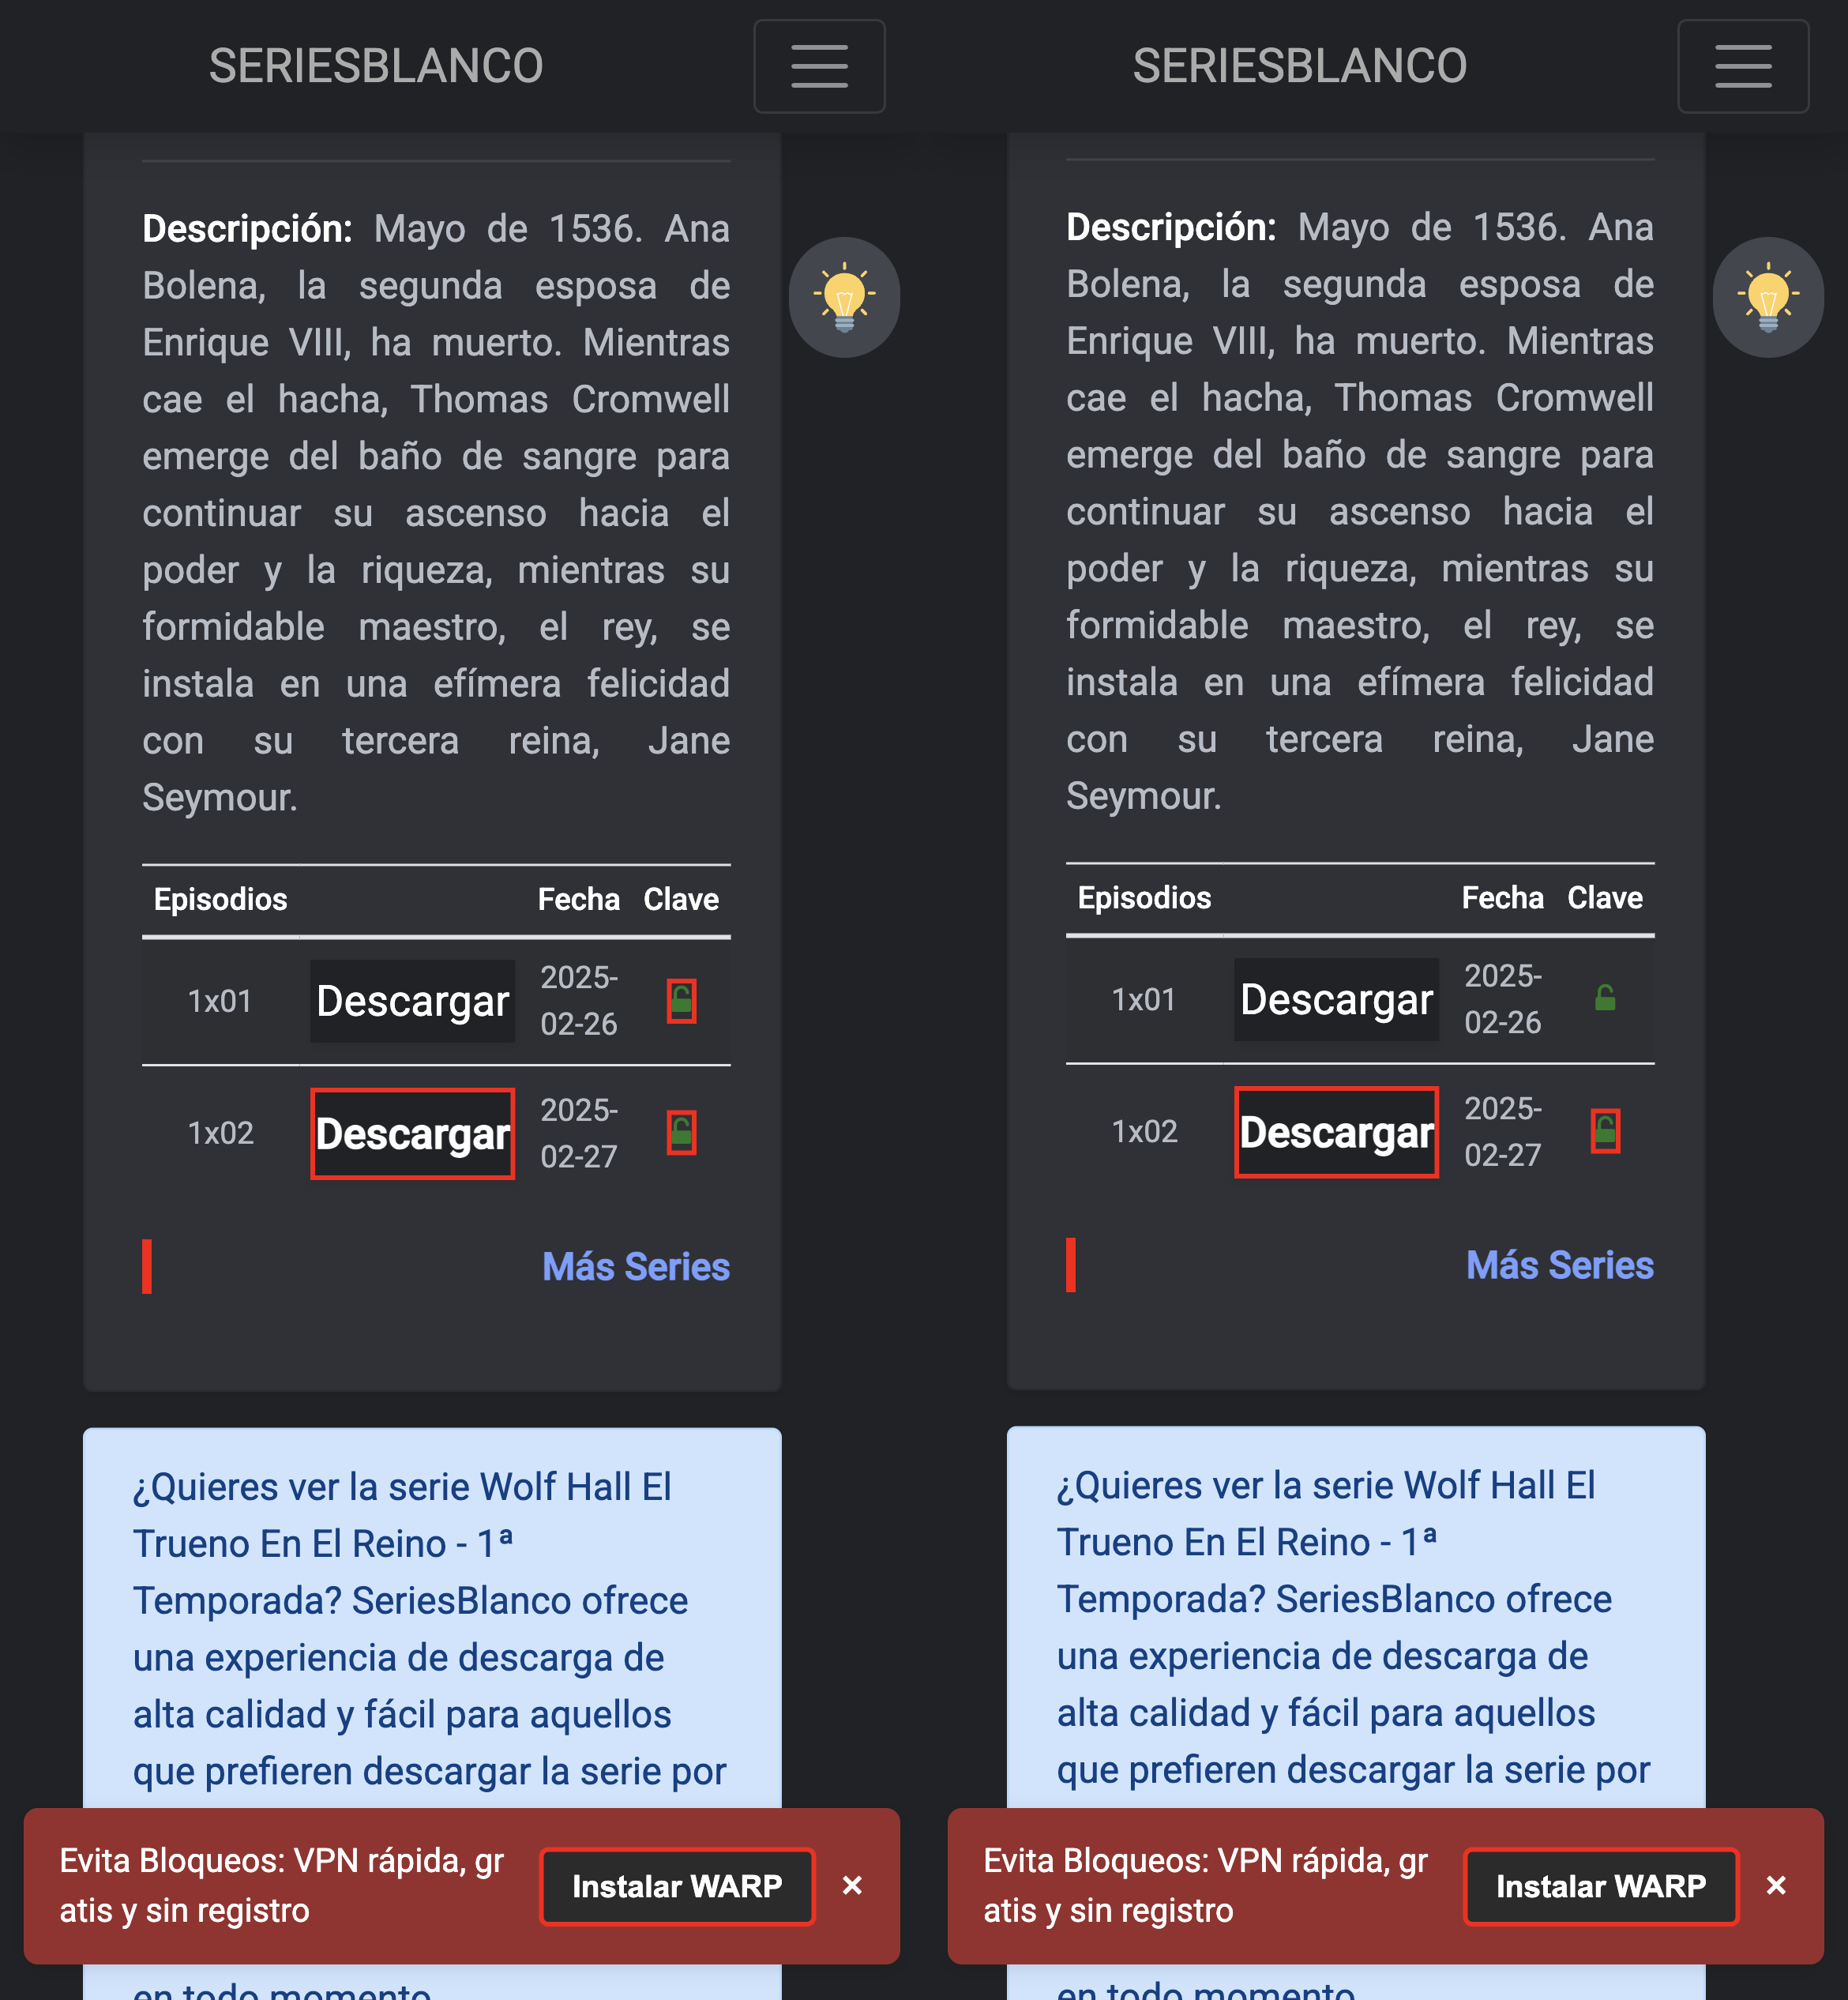 SERIESBLANCO
Descripción: Mayo de 1536. Ana
Bolena, la segunda esposa de
Enrique VIII, ha muerto. Mientras
cae el hacha, Thomas Cromwell
emerge del baño de sangre para
continuar su ascenso hacia el
poder y la riqueza, mientras su
formidable maestro, el rey, se
instala en una efímera felicidad
con su tercera reina, Jane
Seymour.
Episodios Fecha Clave
1x01 Descargar 2025-
02-26
1x02 Descargar 2025-
02-27
Más Series
¿Quieres ver la serie Wolf Hall El
Trueno En El Reino - 1ª
Temporada? SeriesBlanco ofrece
una experiencia de descarga de
alta calidad y fácil para aquellos
que prefieren descargar la serie por
Evita Bloqueos: VPN rápida, gr
atis y sin registro
Instalar WARP ×
en todo momento
SERIESBLANCO
Descripción: Mayo de 1536. Ana
Bolena, la segunda esposa de
Enrique VIII, ha muerto. Mientras
cae el hacha, Thomas Cromwell
emerge del baño de sangre para
continuar su ascenso hacia el
poder y la riqueza, mientras su
formidable maestro, el rey, se
instala en una efímera felicidad
con su tercera reina, Jane
Seymour.
Episodios Fecha Clave
1x01 Descargar 2025-
02-26
1x02 Descargar 2025-
02-27
Más Series
¿Quieres ver la serie Wolf Hall El
Trueno En El Reino - 1ª
Temporada? SeriesBlanco ofrece
una experiencia de descarga de
alta calidad y fácil para aquellos
que prefieren descargar la serie por
Evita Bloqueos: VPN rápida, gr
atis y sin registro
Instalar WARP ×
en todo momento